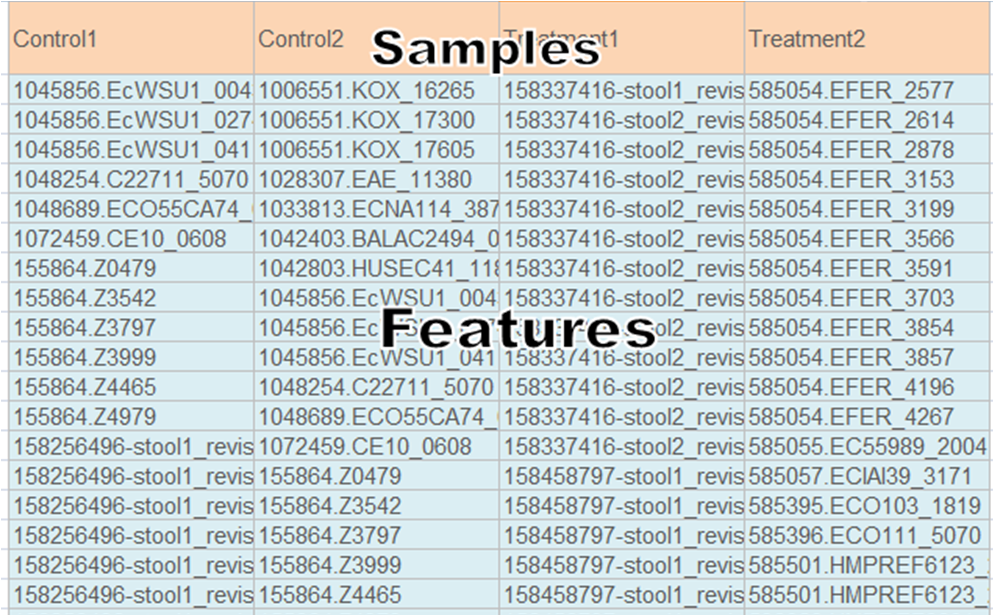 Control1 Control2 Samples Treatment1 Treatment2
1045856.EcWSU1_004 1006551.KOX_16265 158337416-stool1_revis 585054.EFER_2577
1045856.EcWSU1_027 1006551.KOX_17300 158337416-stool2_revis 585054.EFER_2614
1045856.EcWSU1_041 1006551.KOX_17605 158337416-stool2_revis 585054.EFER_2878
1048254.C22711_5070 1028307.EAE_11380 158337416-stool2_revis 585054.EFER_3153
1048689.ECO55CA74_ 1033813.ECNA114_387 158337416-stool2_revis 585054.EFER_3199
1072459.CE10_0608 1042403.BALAC2494_0 158337416-stool2_revis 585054.EFER_3566
155864.Z0479 1042803.HUSEC41_118 158337416-stool2_revis 585054.EFER_3591
155864.Z3542 1045856.EcWSU1_004 158337416-stool2_revis 585054.EFER_3703
155864.Z3797 Features 585054.EFER_3854
155864.Z3999 1045856.EcWSU1_041 158337416-stool2_revis 585054.EFER_3857
155864.Z4465 1048254.C22711_5070 158337416-stool2_revis 585054.EFER_4196
155864.Z4979 1048689.ECO55CA74_ 158337416-stool2_revis 585054.EFER_4267
158256496-stool1_revis 1072459.CE10_0608 158337416-stool2_revis 585055.EC55989_2004
158256496-stool1_revis 155864.Z0479 158458797-stool1_revis 585057.ECIAI39_3171
158256496-stool1_revis 155864.Z3542 158458797-stool1_revis 585395.ECO103_1819
158256496-stool1_revis 155864.Z3797 158458797-stool1_revis 585396.ECO111_5070
158256496-stool1_revis 155864.Z3999 158458797-stool1_revis 585501.HMPREF6123_
158256496-stool1_revis 155864.Z4465 158458797-stool1_revis 585501.HMPREF6123_